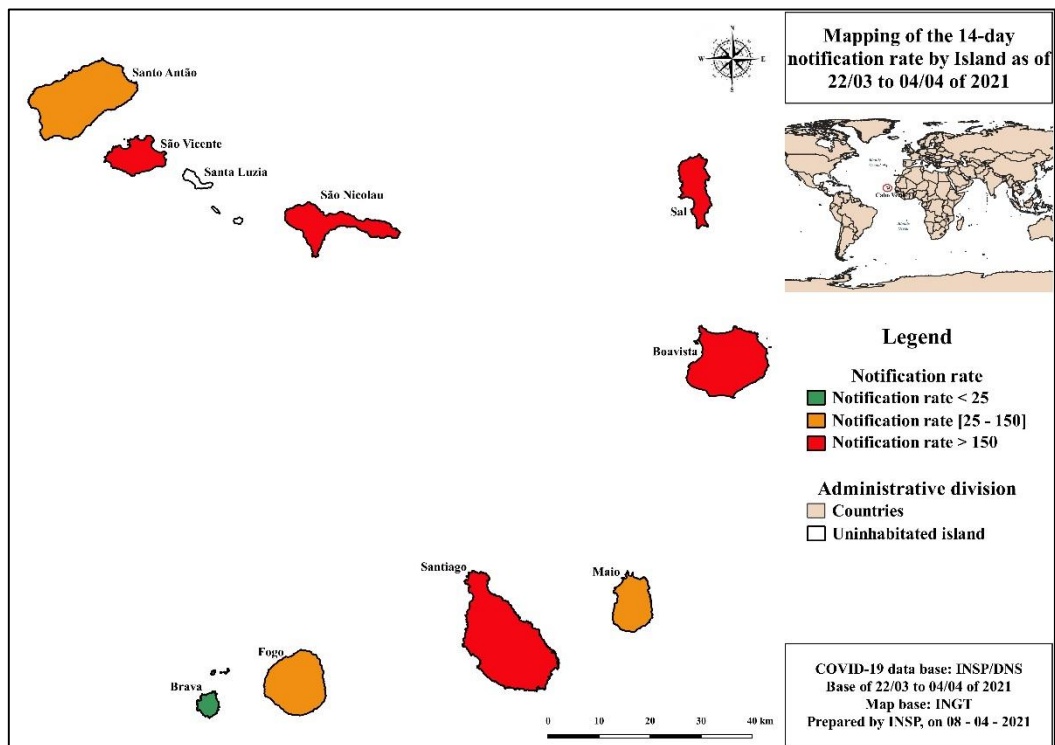 Mapping of the 14-day
notification rate by Island as of
22/03 to 04/04 of 2021
N
W
E
S
Santo Antão
São Vicente
Santa Luzia
São Nicolau
Sal
Boavista
Santiago
Maio
Fogo
Brava
Cabo Verde
Legend
Notification rate
Notification rate < 25
Notification rate [25 - 150]
Notification rate > 150
Administrative division
Countries
Uninhabitated island
0 10 20 30 40 km
COVID-19 data base: INSP/DNS
Base of 22/03 to 04/04 of 2021
Map base: INGT
Prepared by INSP, on 08 - 04 - 2021